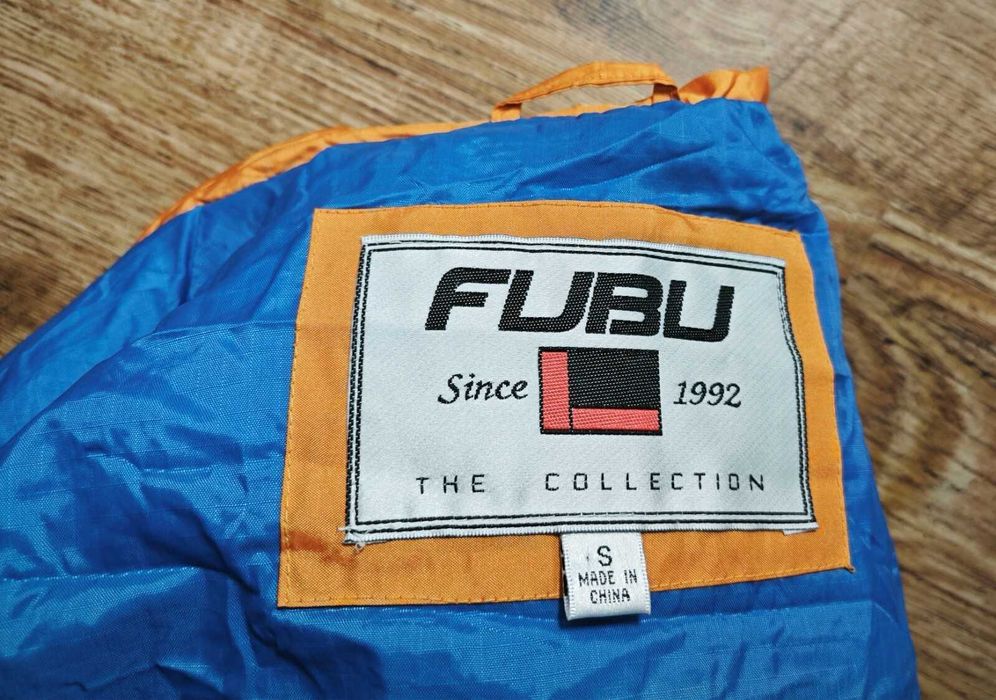 FUBU
Since 1992
THE COLLECTION
S
MADE IN
CHINA